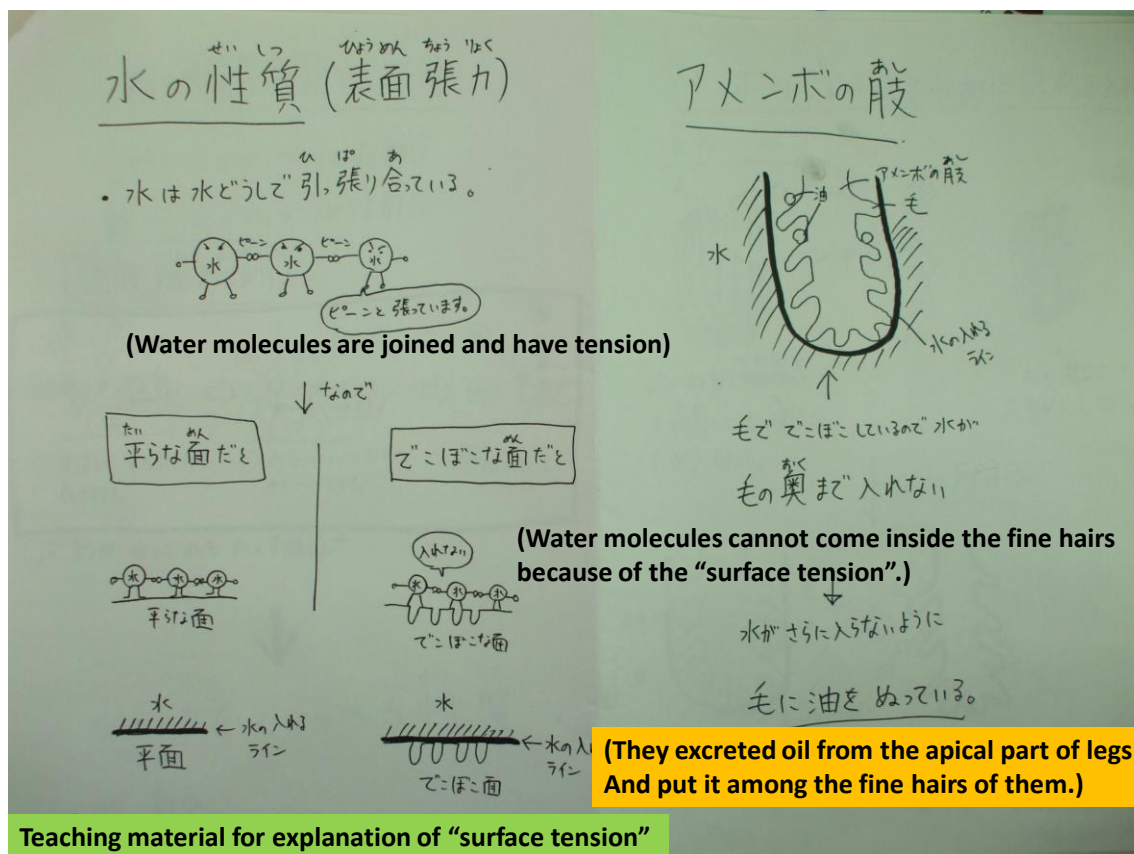 せいしつ ひょうめんちょうりょく
水の性質(表面張力)
ひ ぱ あ
・水は水どうしで引っ張り合っている。
ピーン ピーン
水 水 水
ピーンと張っています。
(Water molecules are joined and have tension)
↓ なので
たい めん
平らな面だと
めん
でこぼこな面だと
入れない
水 水 水
平らな面
水 水 水
でこぼこな面
水
← 水の入れる
ライン
平面
水
← 水の入れ
ライン
でこぼこ面
あし
アメンボの肢
あし
アメンボの肢
油
毛
水
水の入れる
ライン
毛で でこぼこしているので 水が
おく
毛の奥まで入れない
(Water molecules cannot come inside the fine hairs
because of the “surface tension”.)
水が さらに入らないように
毛に油を ぬっている。
(They excreted oil from the apical part of legs
And put it among the fine hairs of them.)
Teaching material for explanation of “surface tension”